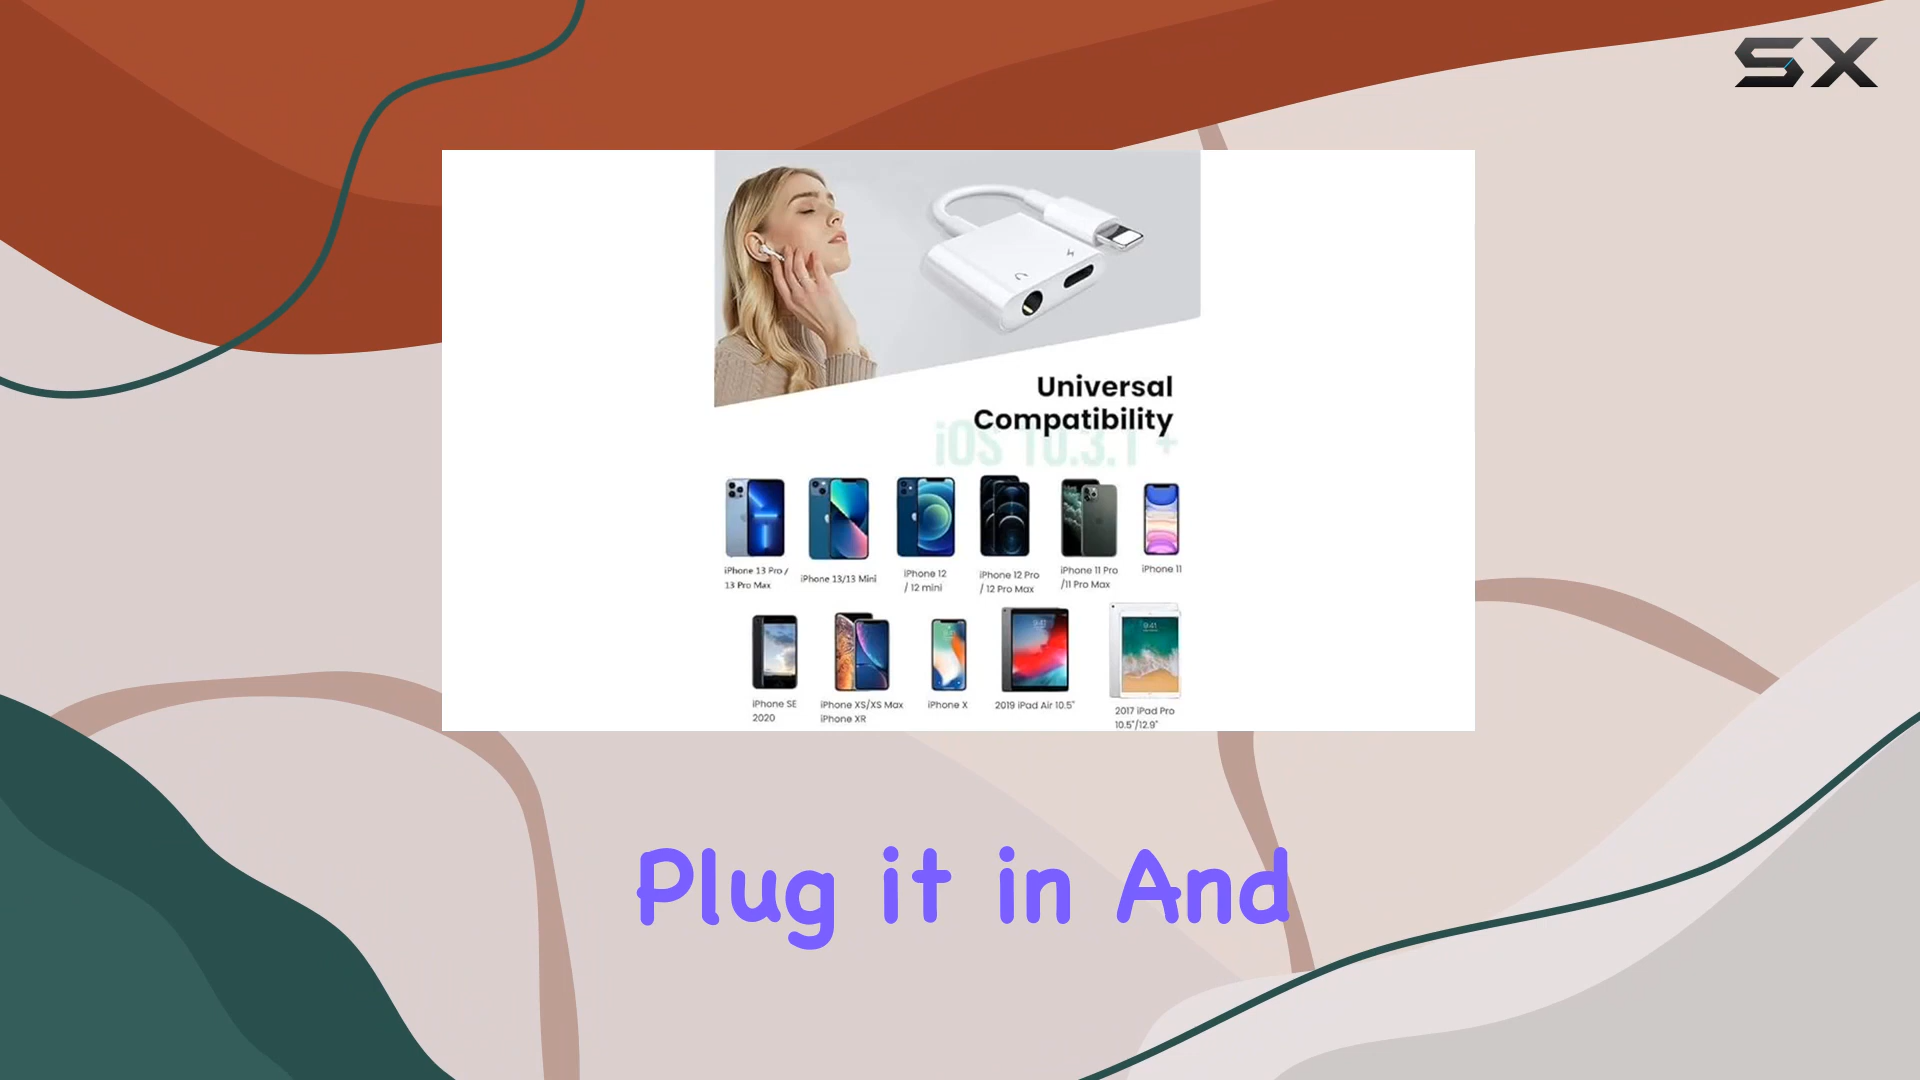 SX
Universal
Compatibility
iOS 10.3.1 +
iPhone 13 Pro /
13 Pro Max
iPhone 13/13 Mini
iPhone 12
/ 12 mini
iPhone 12 Pro
/ 12 Pro Max
iPhone 11 Pro
/11 Pro Max
iPhone 11
iPhone SE
2020
iPhone XS/XS Max
iPhone XR
iPhone X
2019 iPad Air 10.5"
2017 iPad Pro
10.5"/12.9"
Plug it in And